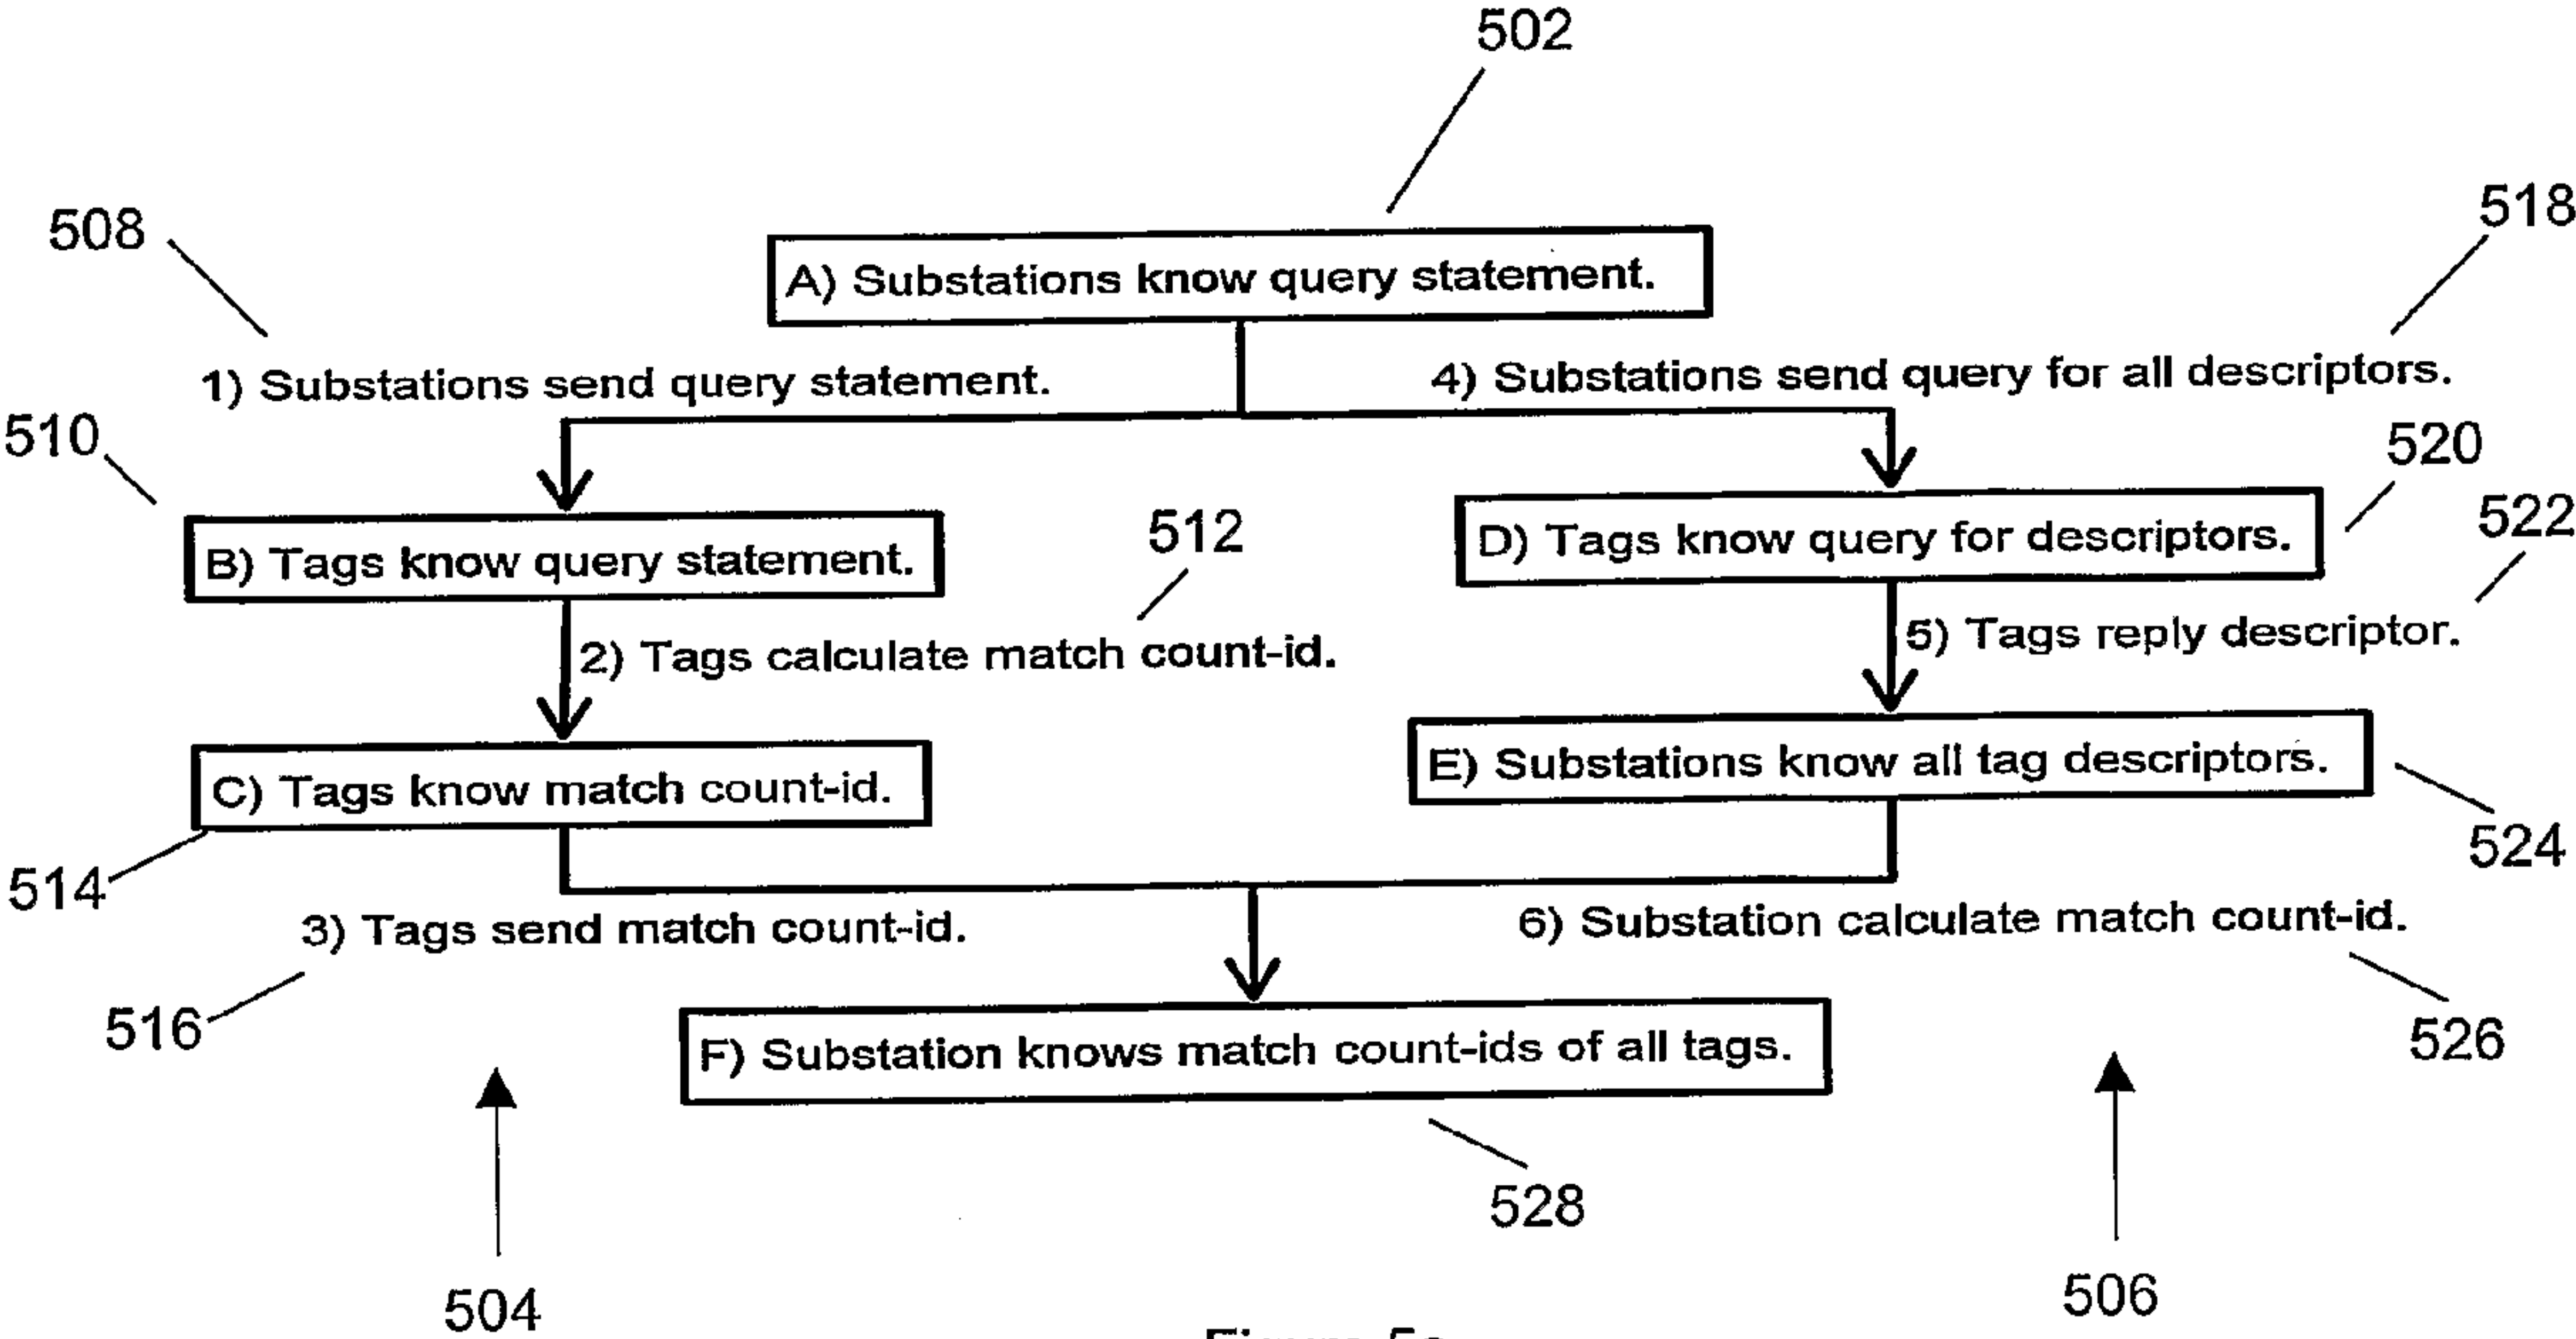 502
508
518
A) Substations know query statement.
1) Substations send query statement.
4) Substations send query for all descriptors.
510
520
512
522
B) Tags know query statement.
D) Tags know query for descriptors.
2) Tags calculate match count-id.
5) Tags reply descriptor.
C) Tags know match count-id.
E) Substations know all tag descriptors.
514
524
3) Tags send match count-id.
6) Substation calculate match count-id.
516
526
F) Substation knows match count-ids of all tags.
528
504
506